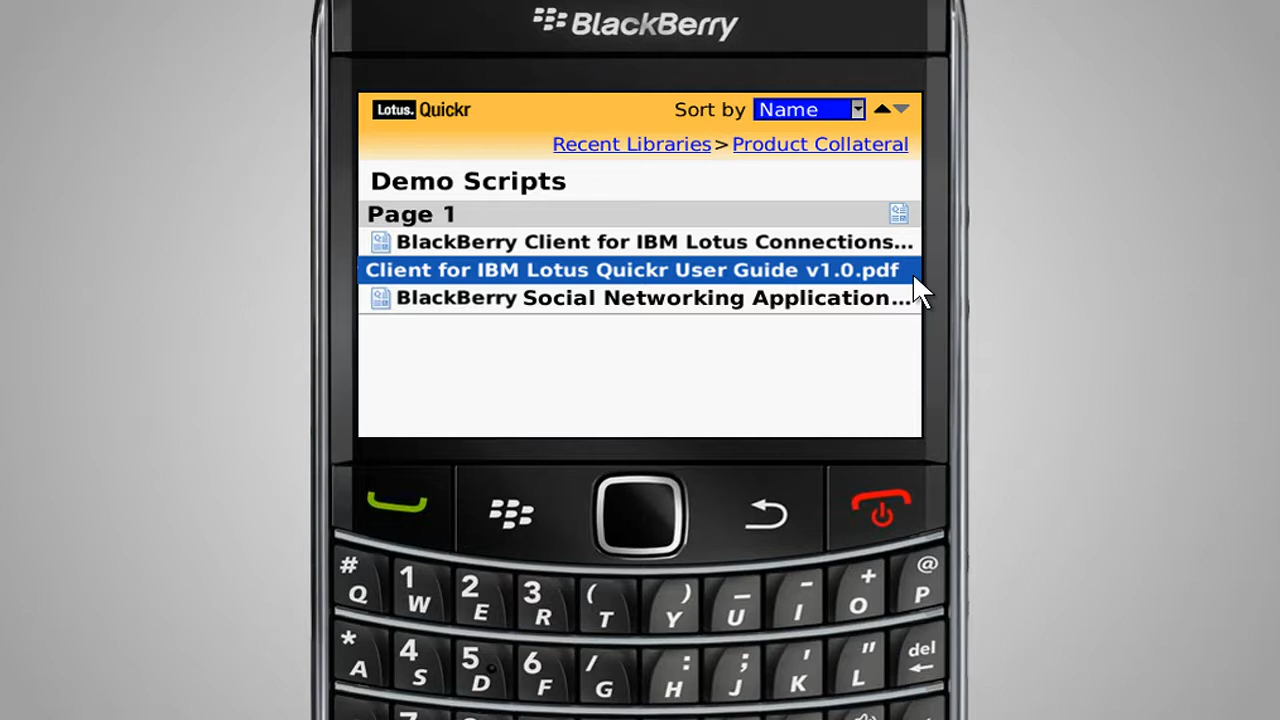 BlackBerry
Lotus. Quickr Sort by Name
Recent Libraries > Product Collateral
Demo Scripts
Page 1
BlackBerry Client for IBM Lotus Connections...
Client for IBM Lotus Quickr User Guide v1.0.pdf
BlackBerry Social Networking Application...
# 1 2 3 ( ) _ - + @
Q W E R T Y U I O P
* 4 5 6 / : ; ' " del
A S D F G H J K L